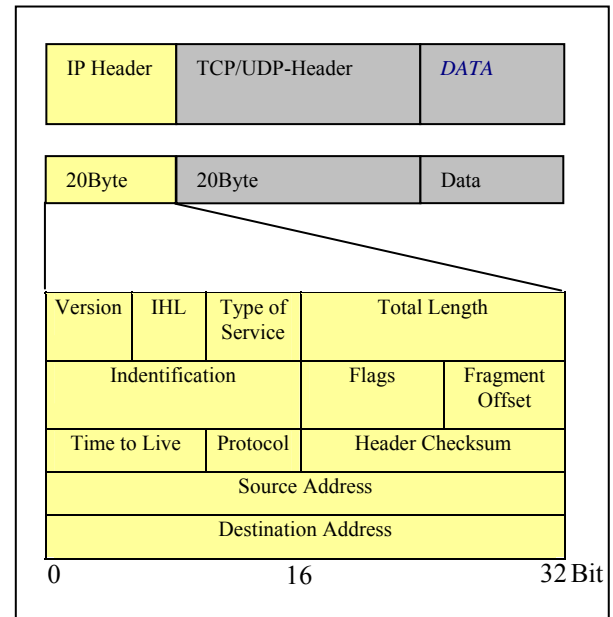 IP Header TCP/UDP-Header DATA
20Byte 20Byte Data
Version IHL Type of Service Total Length
Indentification Flags Fragment Offset
Time to Live Protocol Header Checksum
Source Address
Destination Address
0 16 32 Bit